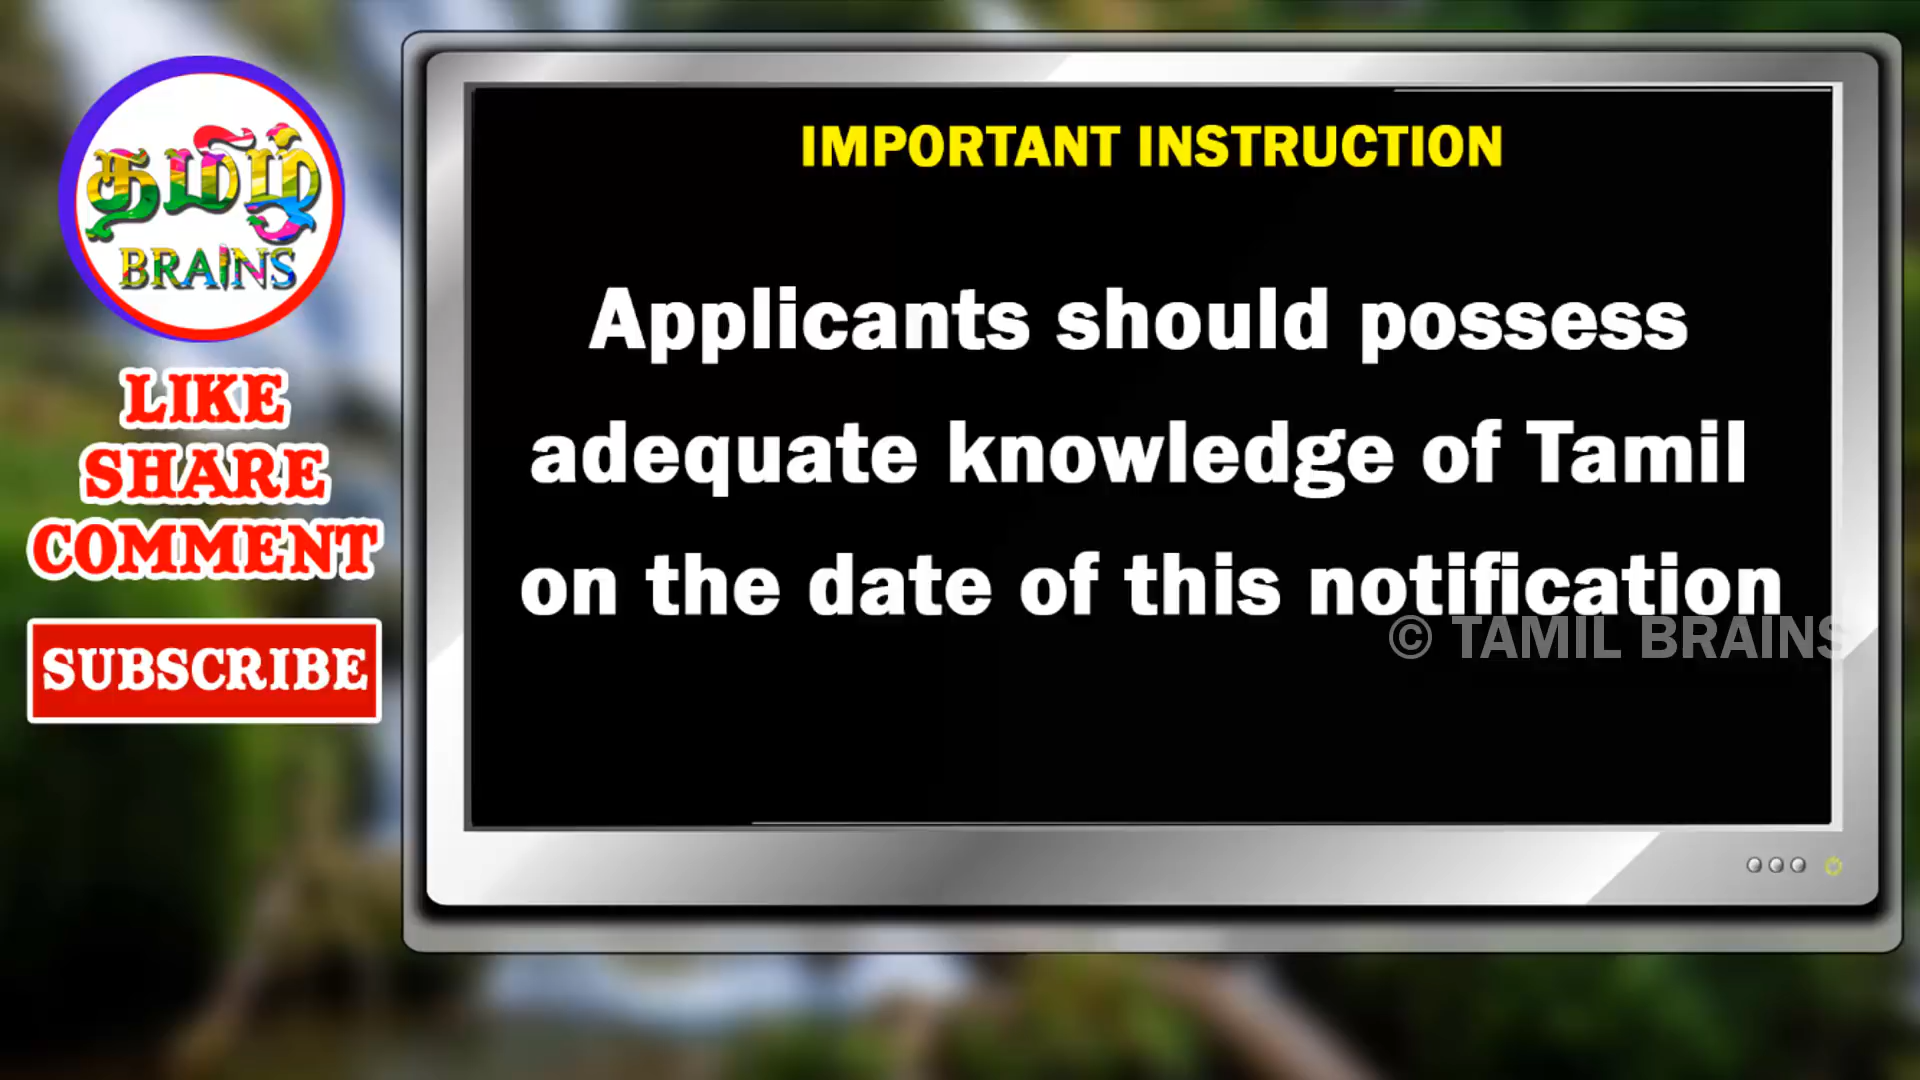 தமிழ்
BRAINS
LIKE
SHARE
COMMENT
SUBSCRIBE
IMPORTANT INSTRUCTION
Applicants should possess
adequate knowledge of Tamil
on the date of this notification
© TAMIL BRAINS